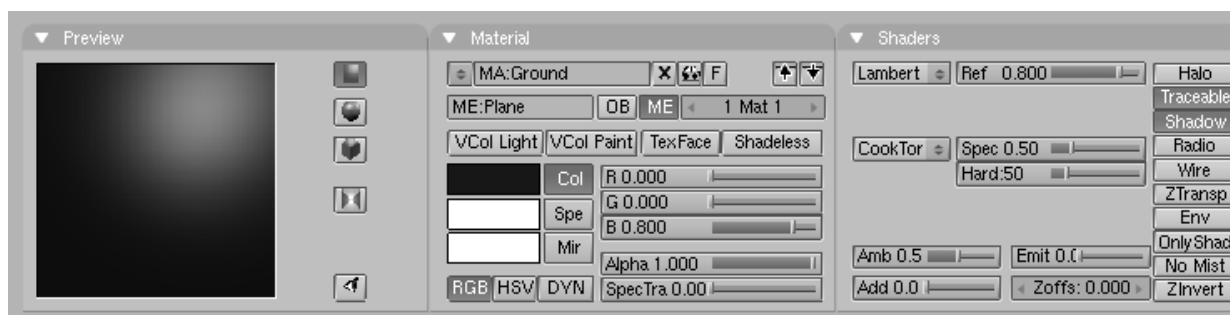 Preview
Material
Shaders
MA:Ground
F
ME:Plane
OB
ME
1 Mat 1
VCol Light
VCol Paint
TexFace
Shadeless
Col
Spe
Mir
R 0.000
G 0.000
B 0.800
Alpha 1.000
RGB
HSV
DYN
SpecTra 0.00
Lambert
Ref 0.800
CookTor
Spec 0.50
Hard:50
Amb 0.5
Emit 0.(
Add 0.0
Zoffs: 0.000
Halo
Traceable
Shadow
Radio
Wire
ZTransp
Env
OnlyShad
No Mist
ZInvert